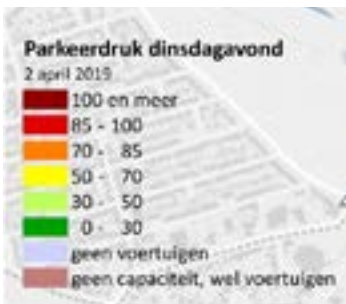 Parkeerdruk dinsdagavond
2 april 2019
100 en meer
85 - 100
70 - 85
50 - 70
30 - 50
0 - 30
geen voertuigen
geen capaciteit, wel voertuigen